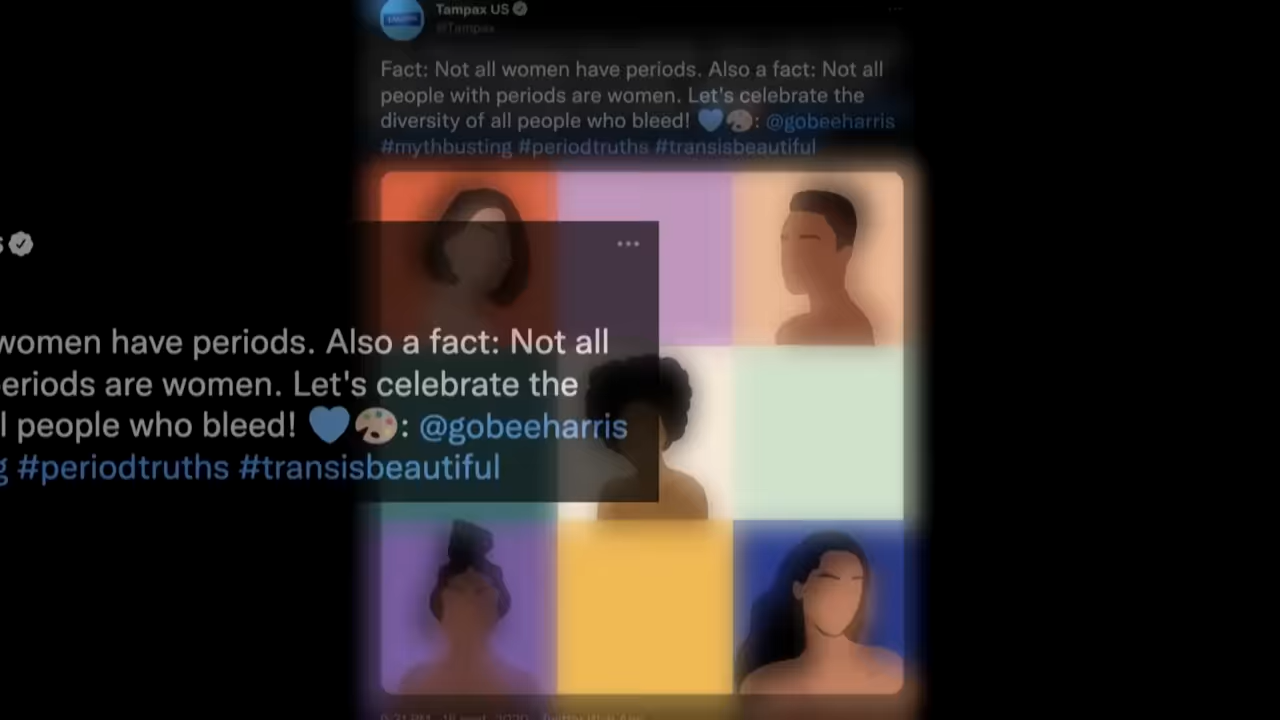 Tampax US
@Tampax
Fact: Not all women have periods. Also a fact: Not all
people with periods are women. Let's celebrate the
diversity of all people who bleed! 💙🎨: @gobeeharris
#mythbusting #periodtruths #transisbeautiful
women have periods. Also a fact: Not all
eriods are women. Let's celebrate the
l people who bleed! 💙🎨: @gobeeharris
g #periodtruths #transisbeautiful